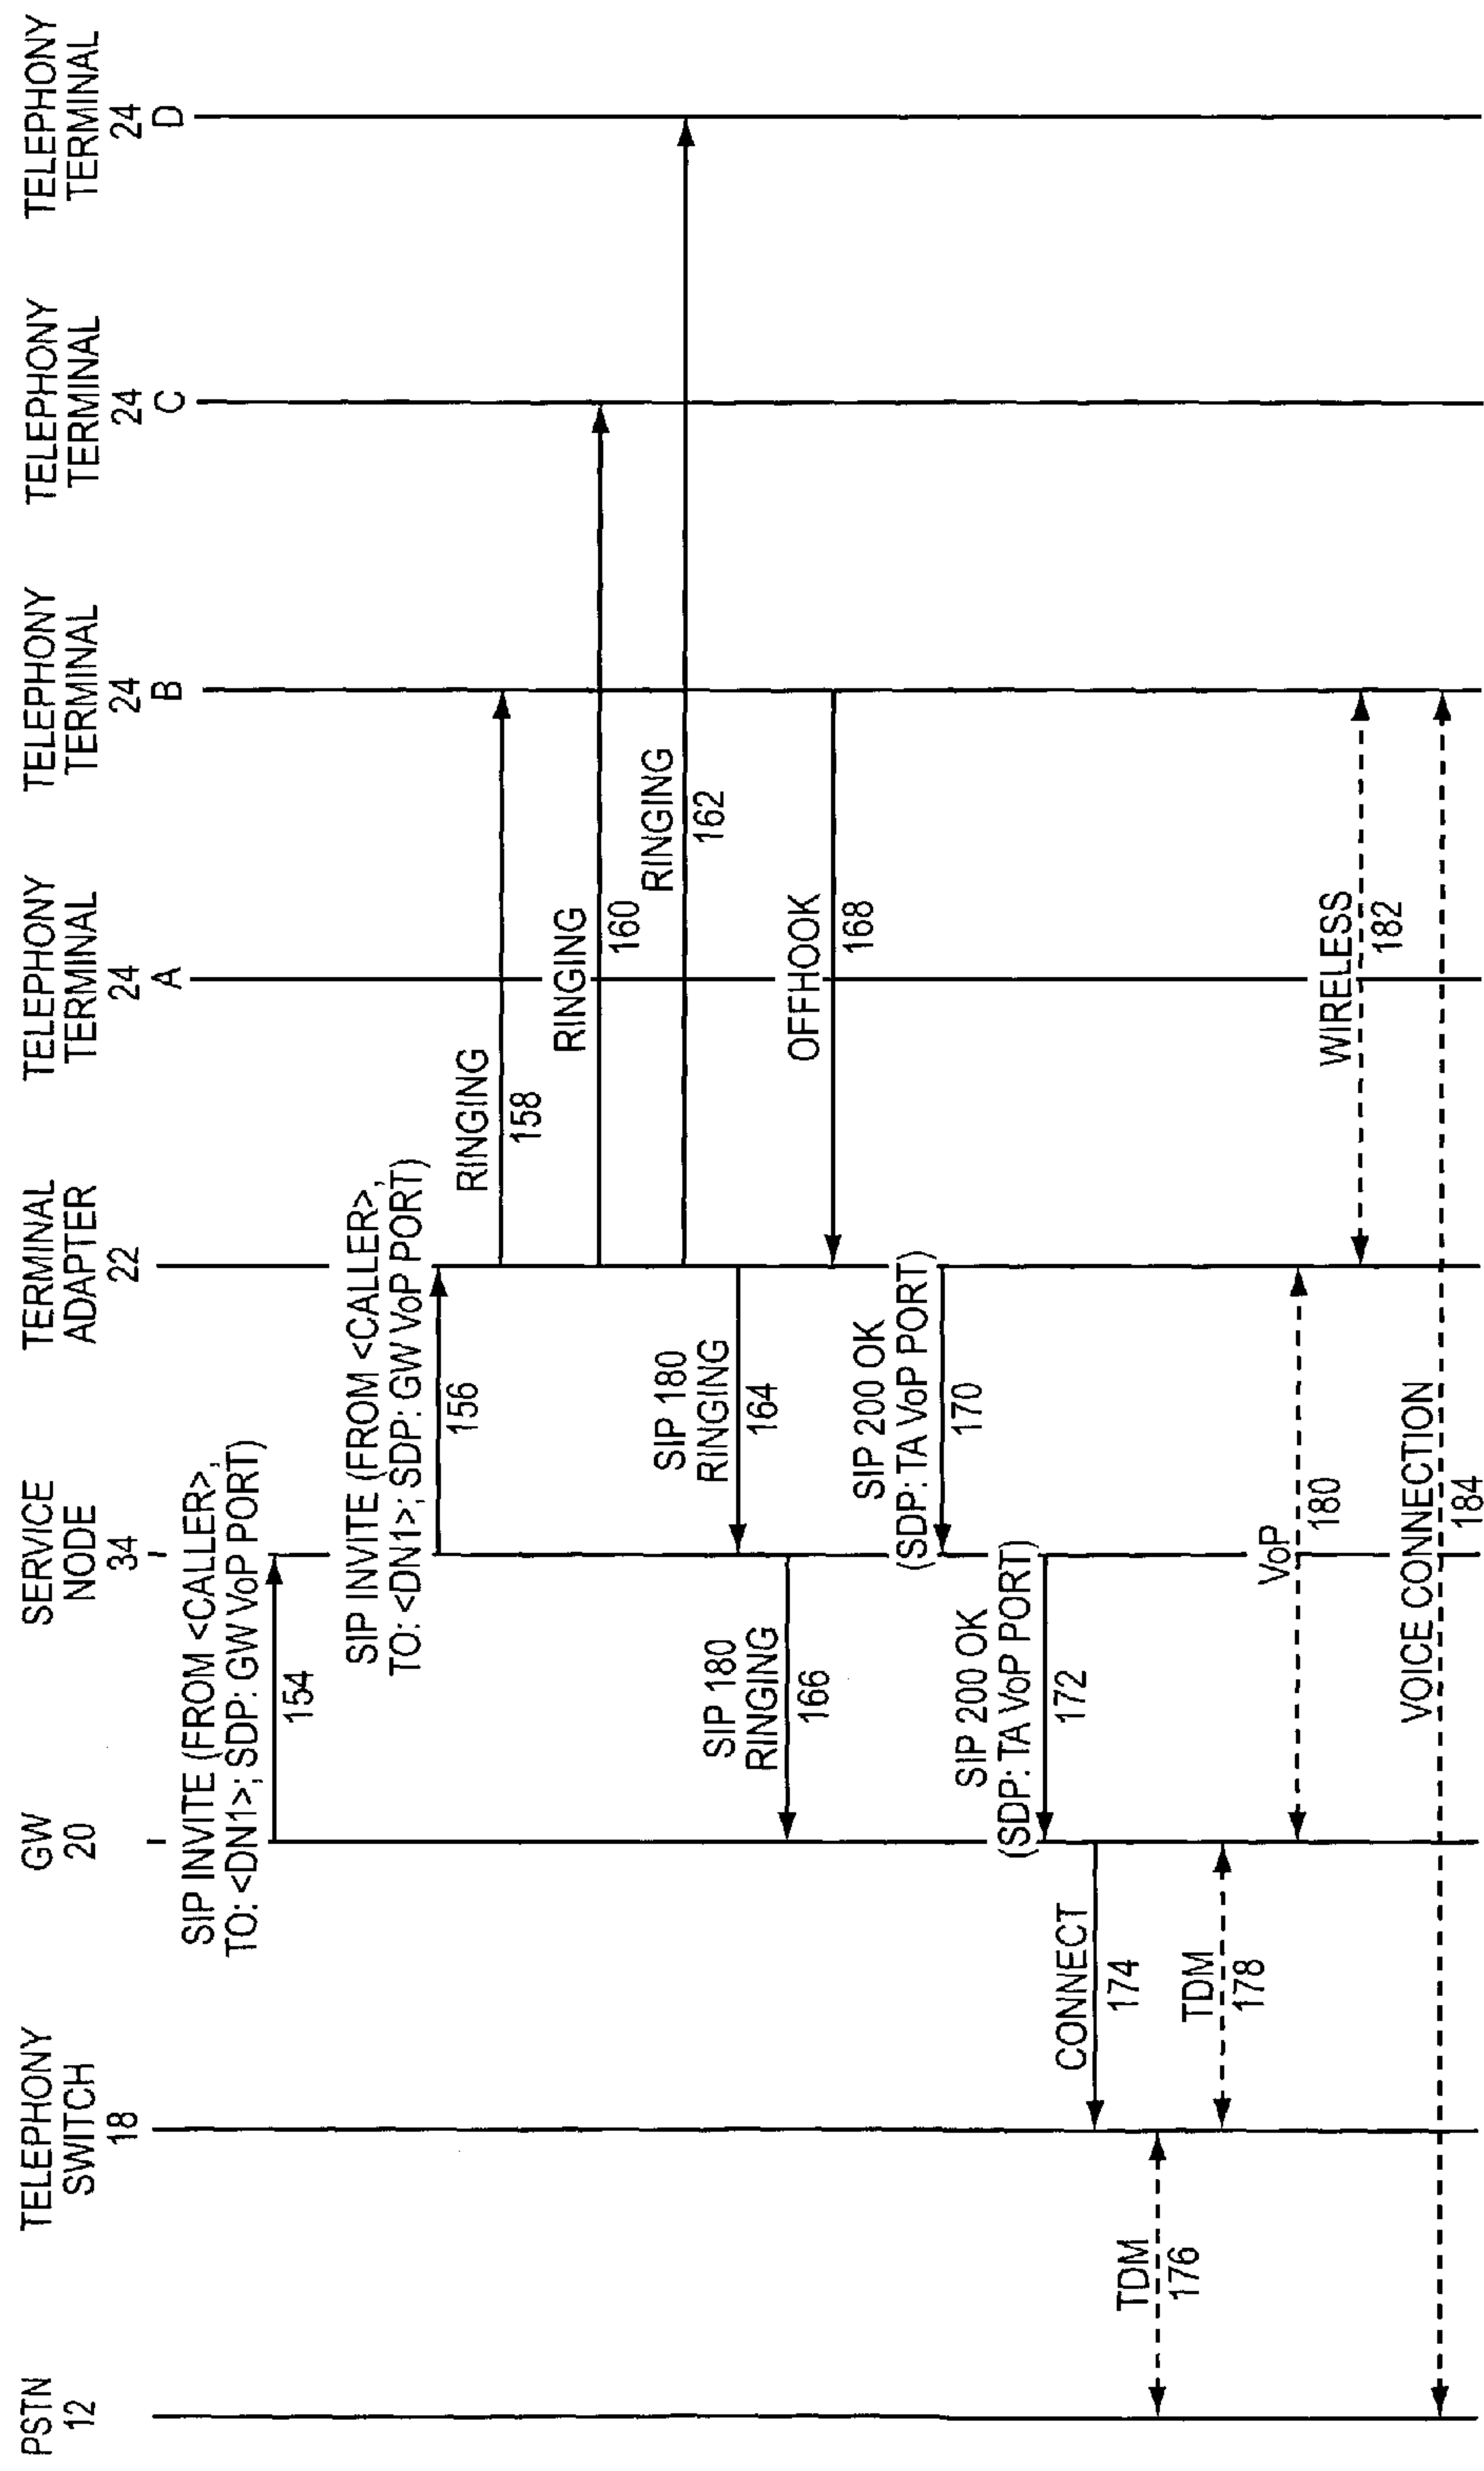 PSTN
12
TELEPHONY
SWITCH
18
GW
20
SERVICE
NODE
34
TERMINAL
ADAPTER
22
TELEPHONY
TERMINAL
24
A
TELEPHONY
TERMINAL
24
B
TELEPHONY
TERMINAL
24
C
TELEPHONY
TERMINAL
24
D
SIP INVITE (FROM <CALLER>,
TO: <DN1>; SDP: GW VoP PORT)
154
SIP INVITE (FROM <CALLER>,
TO: <DN1>; SDP: GW VoP PORT)
156
RINGING
158
RINGING
160
RINGING
162
SIP 180
RINGING
164
SIP 180
RINGING
166
OFFHOOK
168
SIP 200 OK
(SDP: TA VoP PORT)
170
SIP 200 OK
(SDP: TA VoP PORT)
172
CONNECT
174
TDM
176
TDM
178
VoP
180
WIRELESS
182
VOICE CONNECTION
184